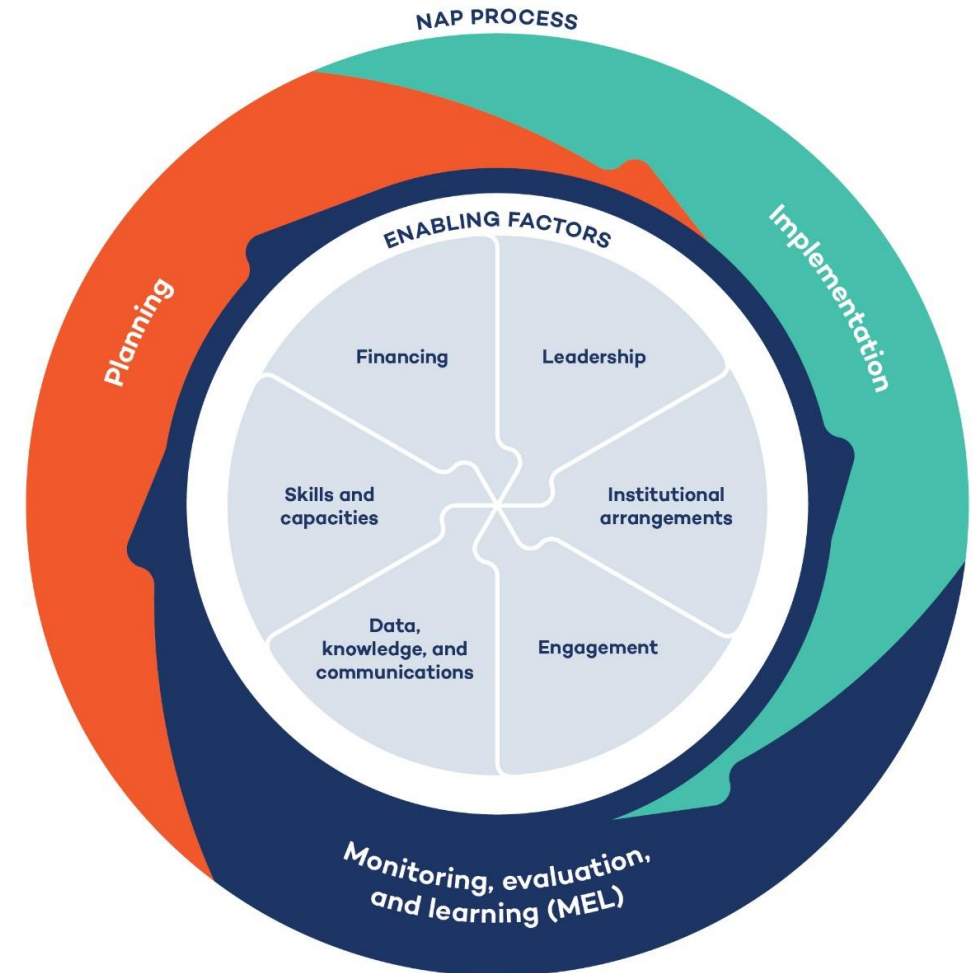 NAP PROCESS
Implementation
Planning
ENABLING FACTORS
Financing
Leadership
Skills and
capacities
Institutional
arrangements
Data,
knowledge, and
communications
Engagement
Monitoring, evaluation,
and learning (MEL)